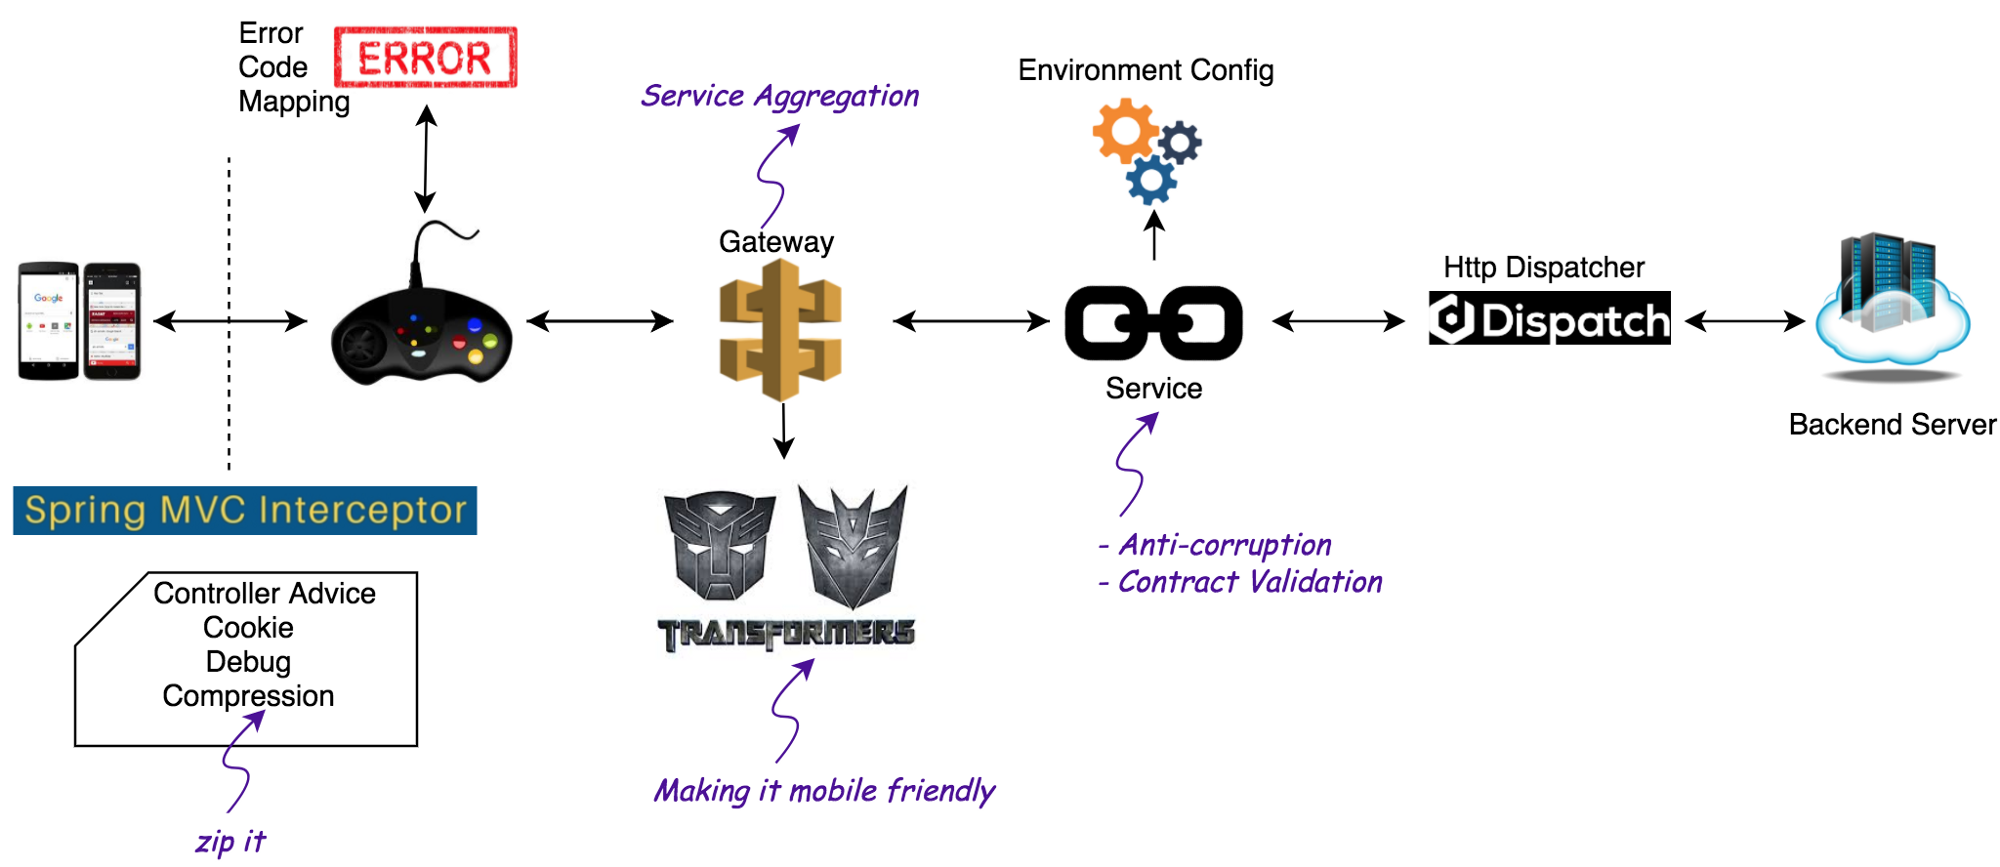 Error
Code
Mapping
ERROR
Service Aggregation
Environment Config
Gateway
Http Dispatcher
Dispatch
Google
Service
Backend Server
Spring MVC Interceptor
Controller Advice
Cookie
Debug
Compression
zip it
TRANSFORMERS
Making it mobile friendly
- Anti-corruption
- Contract Validation